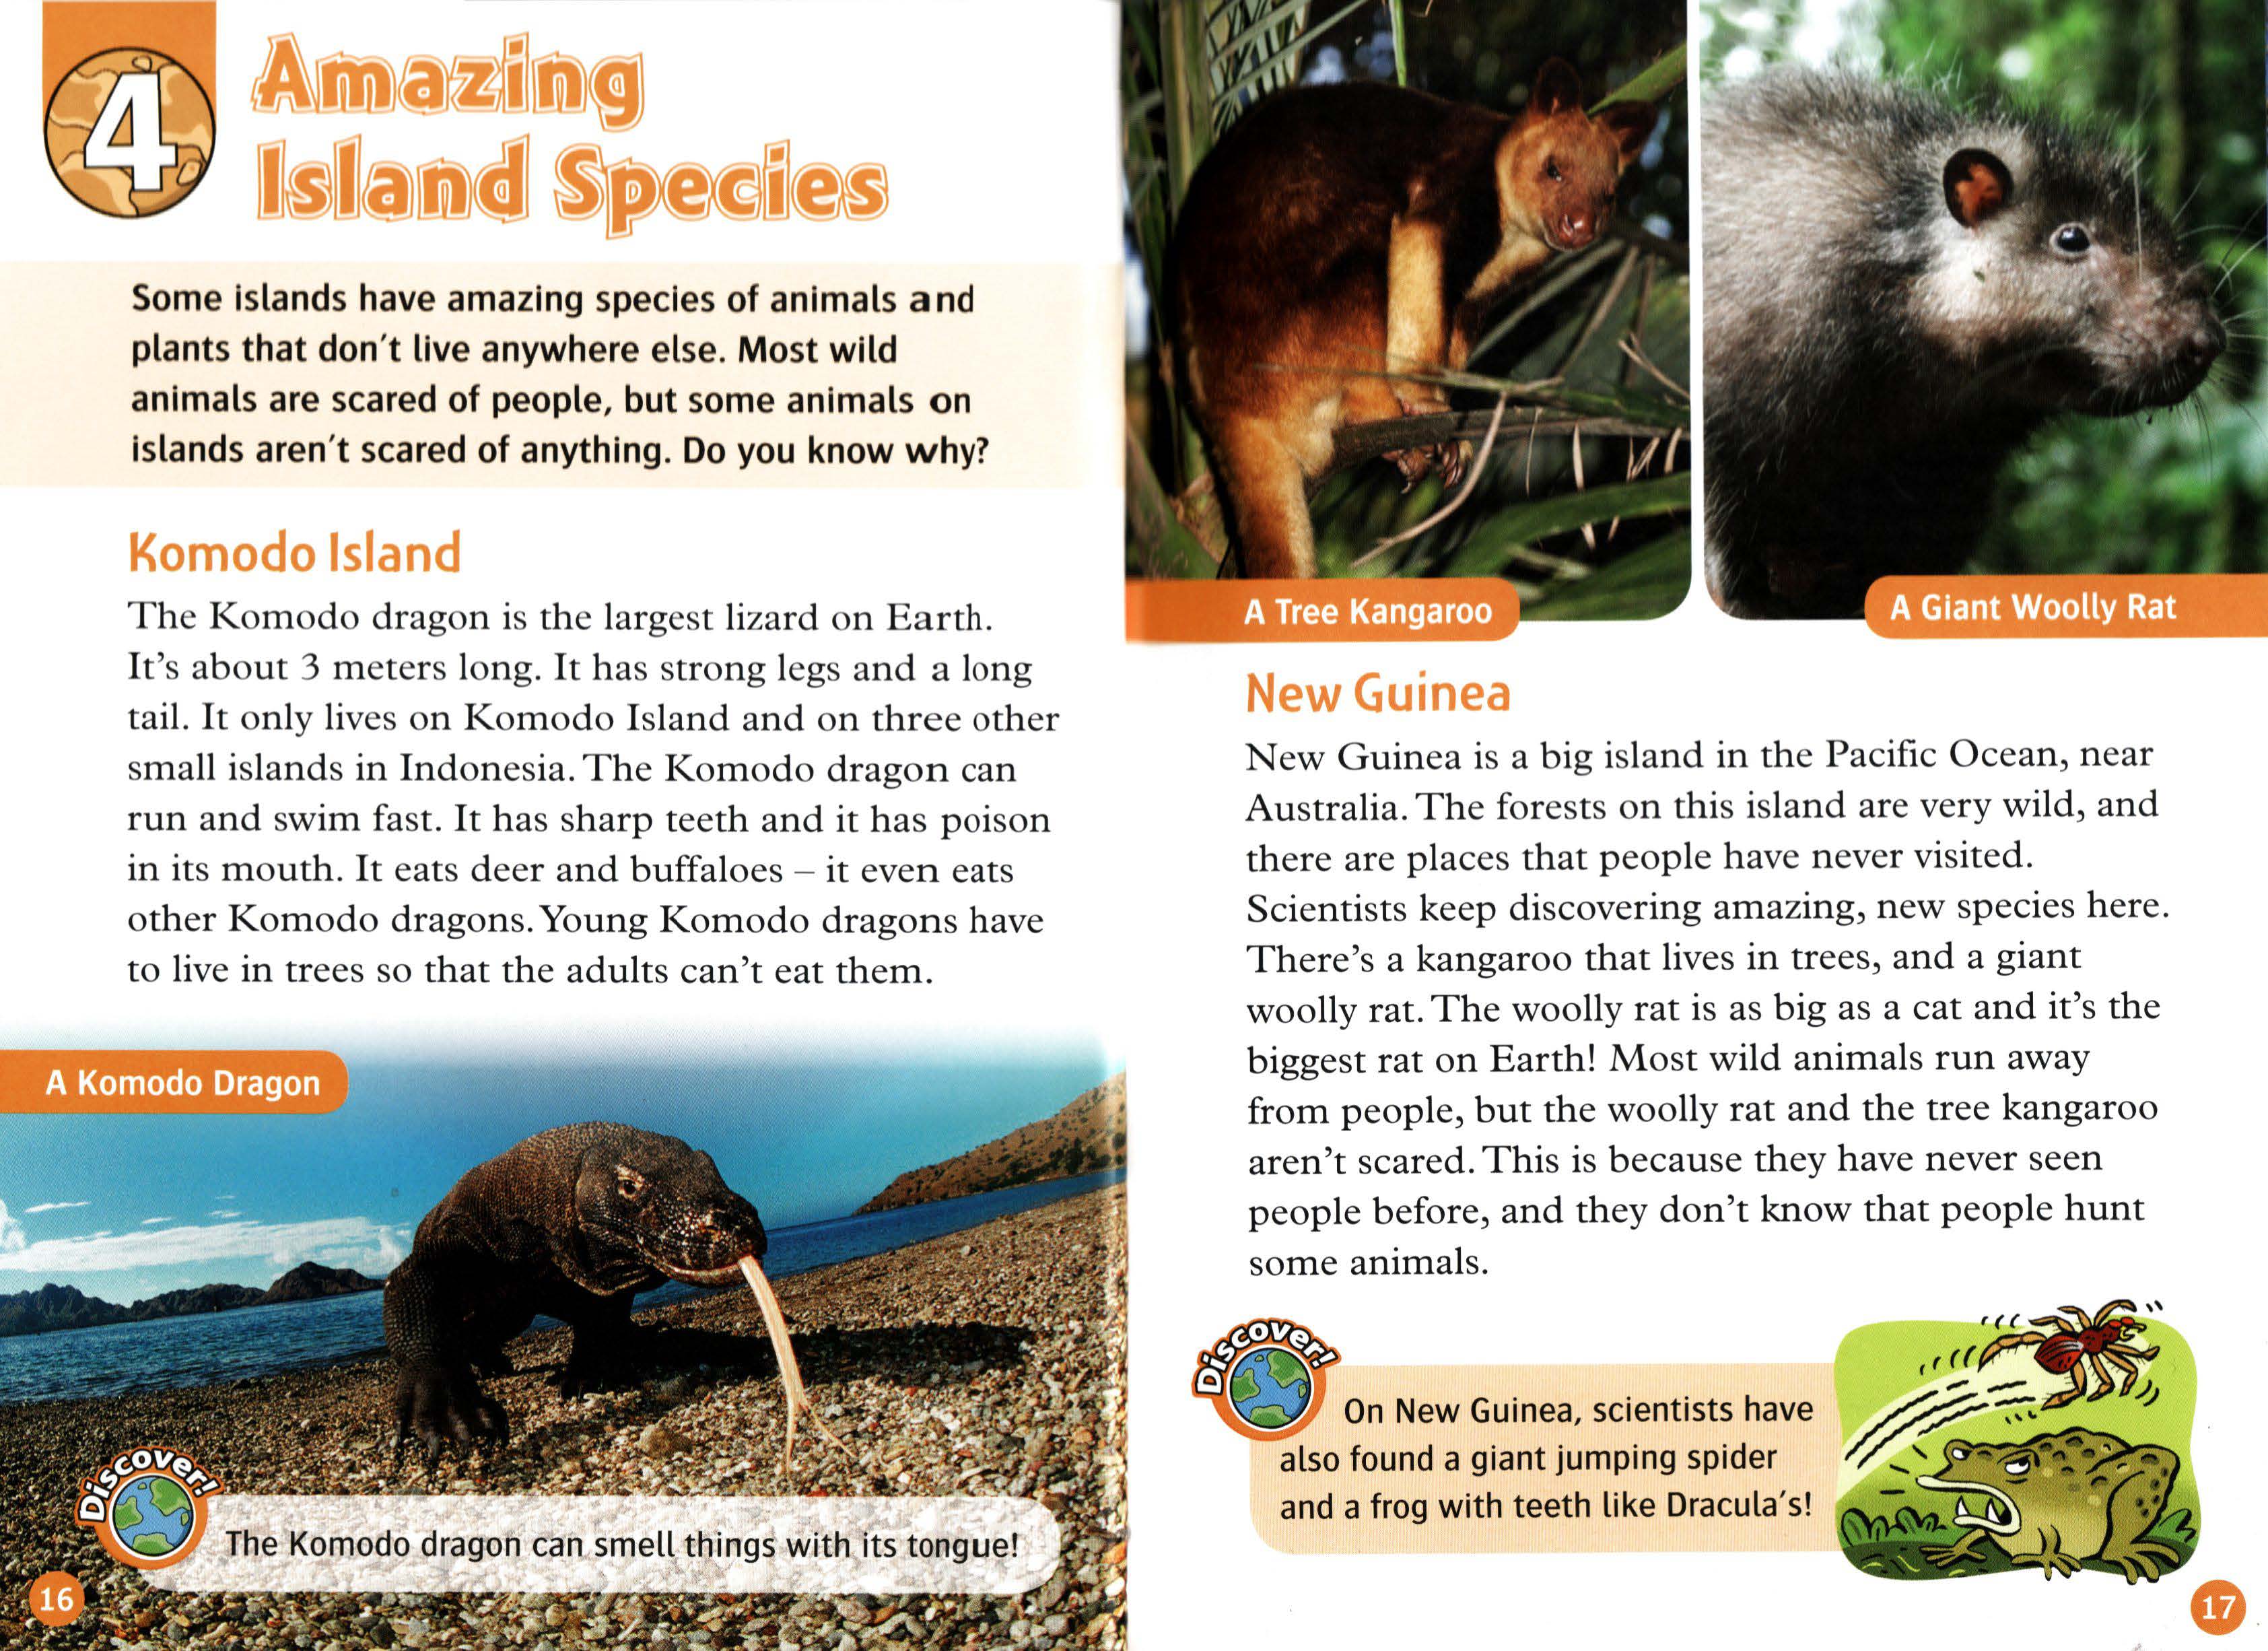 4
Amazing
Island Species
Some islands have amazing species of animals and
plants that don't live anywhere else. Most wild
animals are scared of people, but some animals on
islands aren't scared of anything. Do you know why?
Komodo Island
The Komodo dragon is the largest lizard on Earth.
It's about 3 meters long. It has strong legs and a long
tail. It only lives on Komodo Island and on three other
small islands in Indonesia. The Komodo dragon can
run and swim fast. It has sharp teeth and it has poison
in its mouth. It eats deer and buffaloes – it even eats
other Komodo dragons. Young Komodo dragons have
to live in trees so that the adults can't eat them.
A Komodo Dragon
Discover!
The Komodo dragon can smell things with its tongue!
16
A Tree Kangaroo
A Giant Woolly Rat
New Guinea
New Guinea is a big island in the Pacific Ocean, near
Australia. The forests on this island are very wild, and
there are places that people have never visited.
Scientists keep discovering amazing, new species here.
There's a kangaroo that lives in trees, and a giant
woolly rat. The woolly rat is as big as a cat and it's the
biggest rat on Earth! Most wild animals run away
from people, but the woolly rat and the tree kangaroo
aren't scared. This is because they have never seen
people before, and they don't know that people hunt
some animals.
Discover!
On New Guinea, scientists have
also found a giant jumping spider
and a frog with teeth like Dracula's!
17